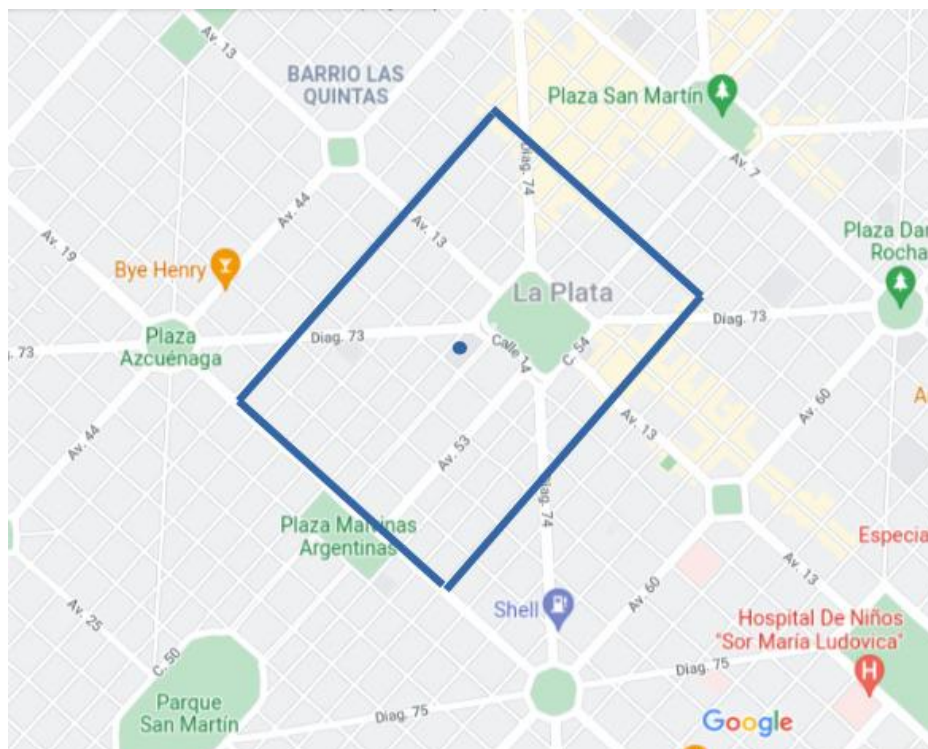 Av. 13
BARRIO LAS
QUINTAS
Plaza San Martín
Diag. 74
Av. 7
Av. 44
Av. 13
Av. 19
Bye Henry
Plaza Dar
Rocha
La Plata
Plaza
Azcuénaga
Diag. 73
Diag. 73
g. 73
Calle 14
C. 54
Av. 60
A
Av. 13
Av. 44
Av. 53
Diag. 74
Plaza Malvinas
Argentinas
Especia
Av. 13
Shell
Av. 60
Av. 25
Hospital De Niños
"Sor María Ludovica"
C. 50
Diag. 75
H
Parque
San Martín
Diag. 75
Google